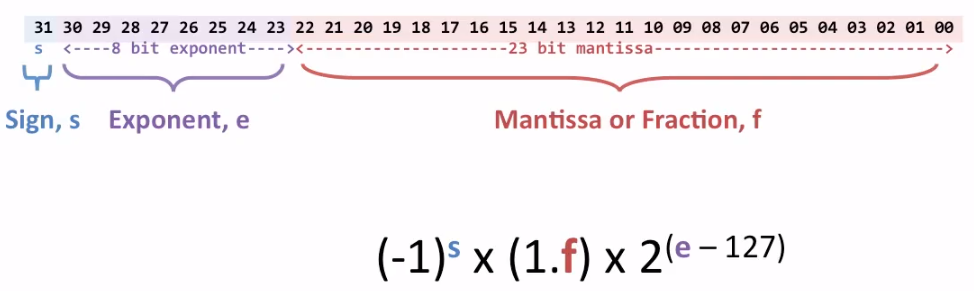 31 30 29 28 27 26 25 24 23 22 21 20 19 18 17 16 15 14 13 12 11 10 09 08 07 06 05 04 03 02 01 00
s <----8 bit exponent----><------------------23 bit mantissa------------------------->
Sign, s Exponent, e Mantissa or Fraction, f
(-1)ˢ x (1.f) x 2⁽ᵉ ⁻ ¹²⁷⁾